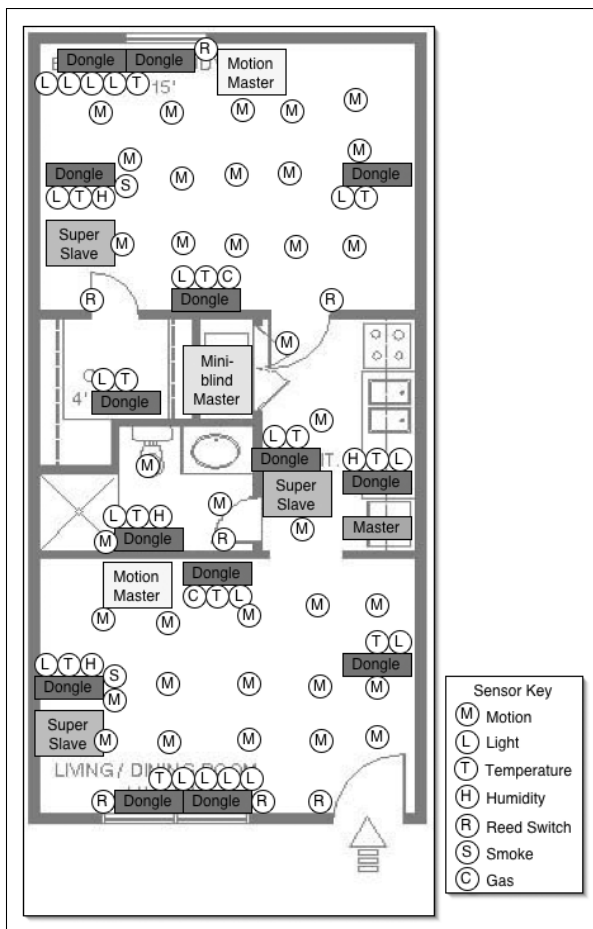 Dongle Dongle R Motion Master
L L L L T 15'
M M M M M
M M
Dongle S M M M Dongle
L T H L T
Super Slave M M M M M
L T C
R Dongle R
M
Mini-blind Master
L T
4' Dongle
M
L T H T L
Dongle T. Dongle
M Super Slave
M
L T H Master
M Dongle R M
Motion Master Dongle
C T L
M M M M M
T L
L T H S Dongle
Dongle M M M M M
Super Slave M M M M M
LIVING / DINING ROOM
T L L L L
R Dongle Dongle R R
Sensor Key
M Motion
L Light
T Temperature
H Humidity
R Reed Switch
S Smoke
C Gas